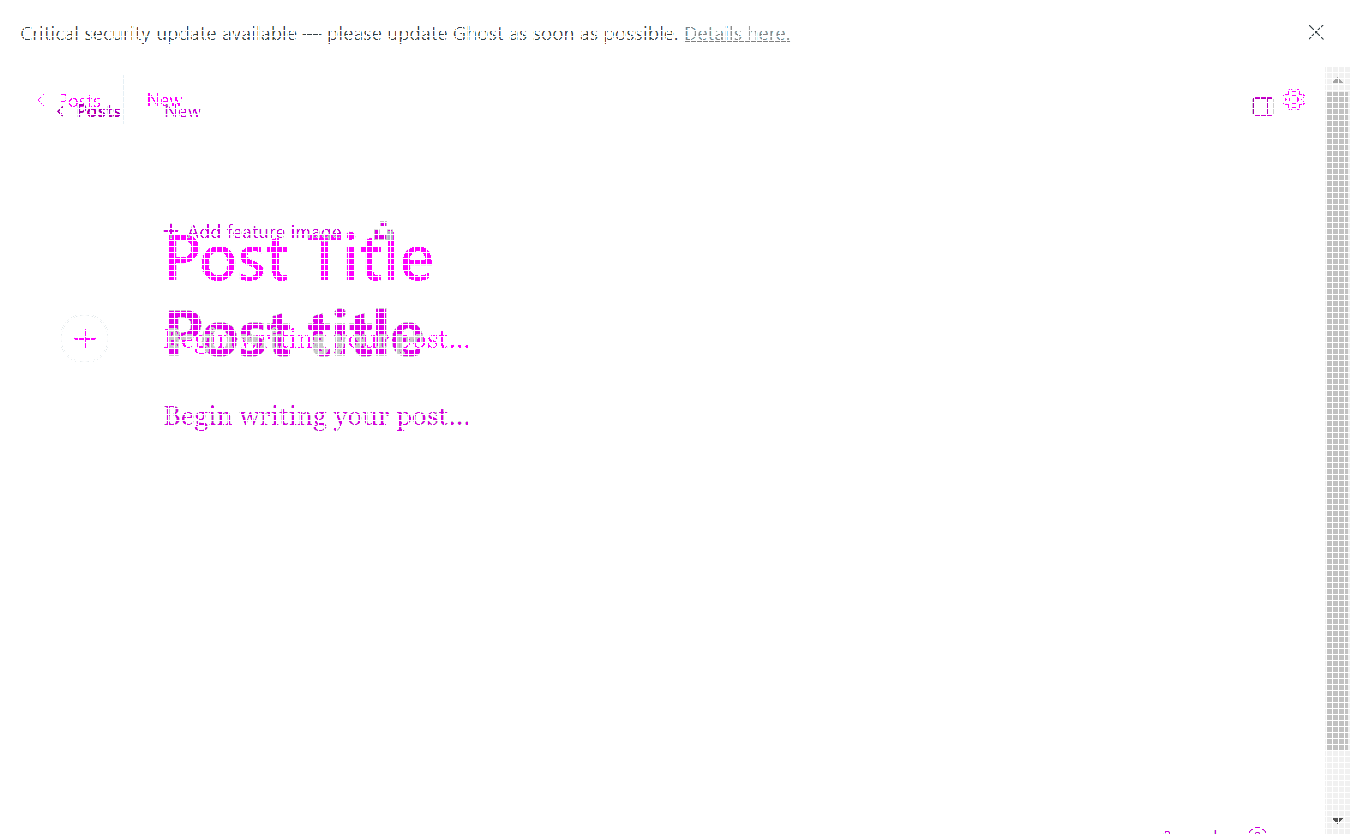 Critical security update available — please update Ghost as soon as possible. Details here.
Posts New
Posts New
Add feature image
Post Title
Post title
Begin writing your post...
Begin writing your post...